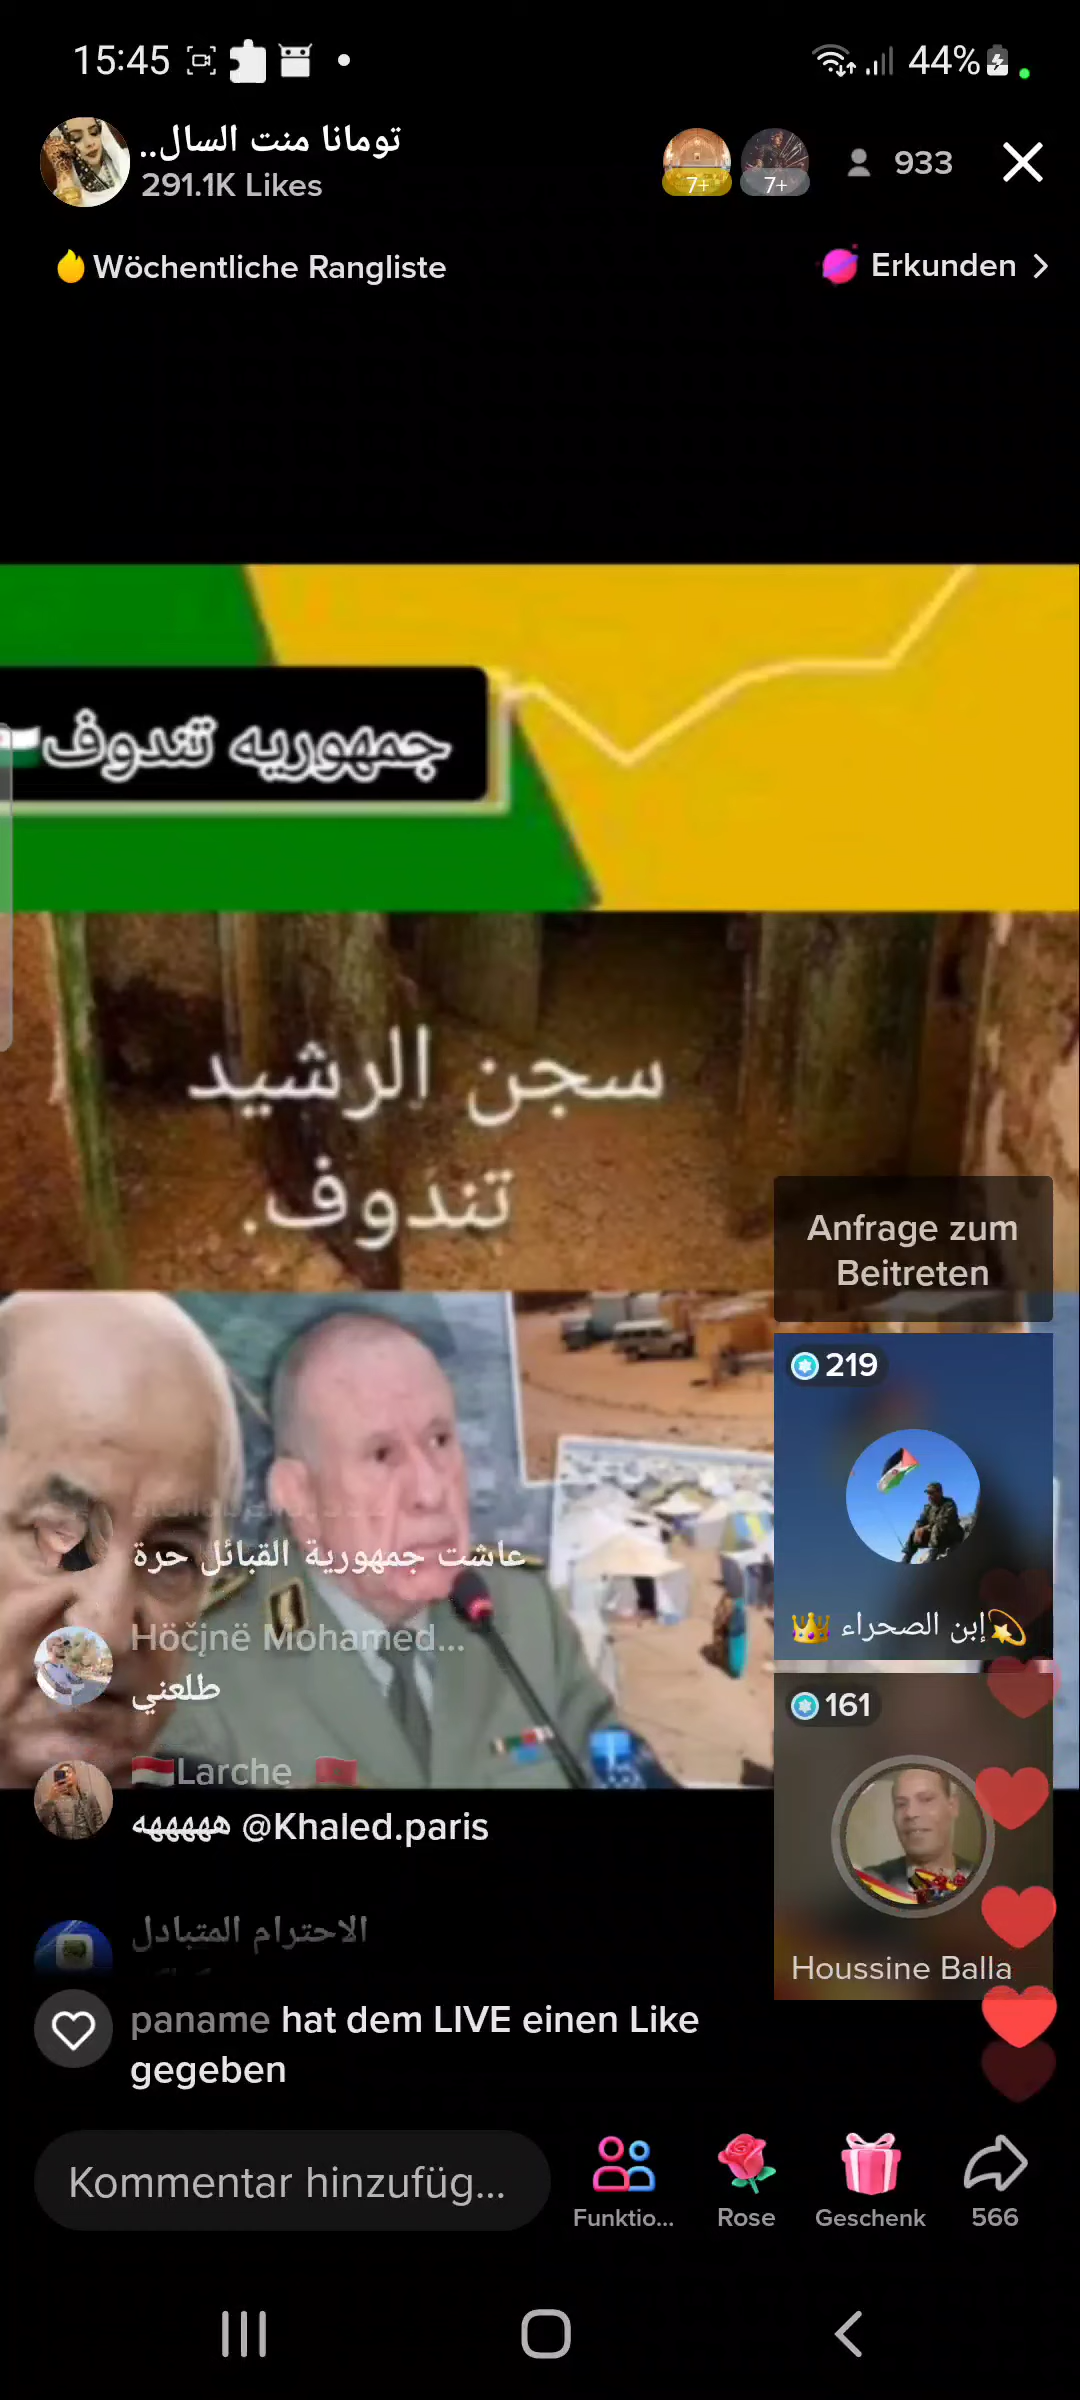 15:45
44%
تومانا منت السال..
291.1K Likes
7+
7+
933
Wöchentliche Rangliste
Erkunden
جمهوريه تندوف
سجن الرشيد
تندوف.
Anfrage zum
Beitreten
219
عاشت جمهورية القبائل حرة
إبن الصحراء
Höčįnë Mohamed...
طلعني
161
Larche
هههههه @Khaled.paris
الاحترام المتبادل
Houssine Balla
paname hat dem LIVE einen Like
gegeben
Kommentar hinzufüg...
Funktio...
Rose
Geschenk
566